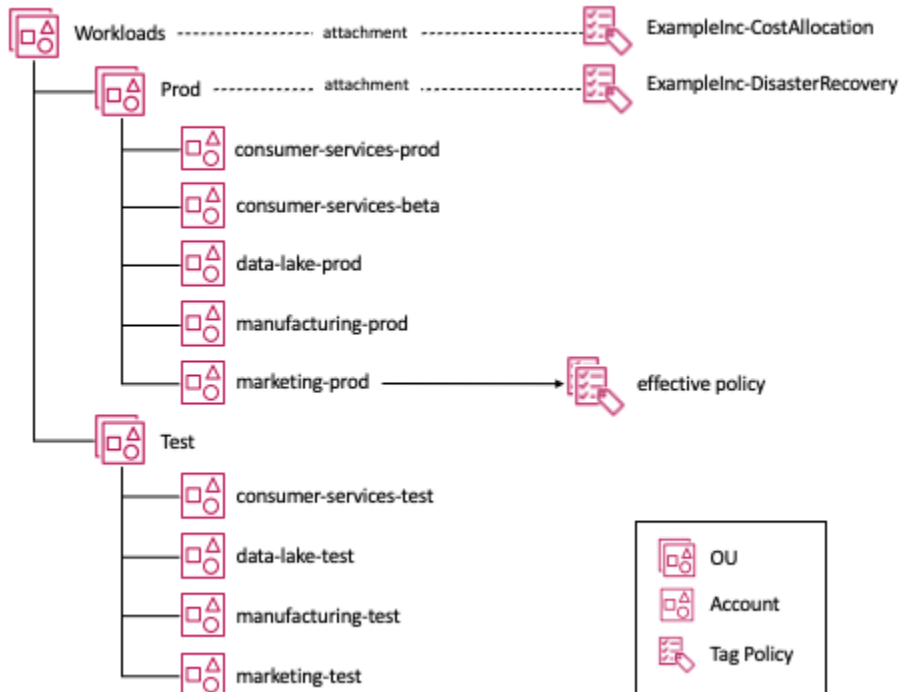 Workloads attachment ExampleInc-CostAllocation
Prod attachment ExampleInc-DisasterRecovery
consumer-services-prod
consumer-services-beta
data-lake-prod
manufacturing-prod
marketing-prod effective policy
Test
consumer-services-test
data-lake-test
manufacturing-test
marketing-test
OU
Account
Tag Policy